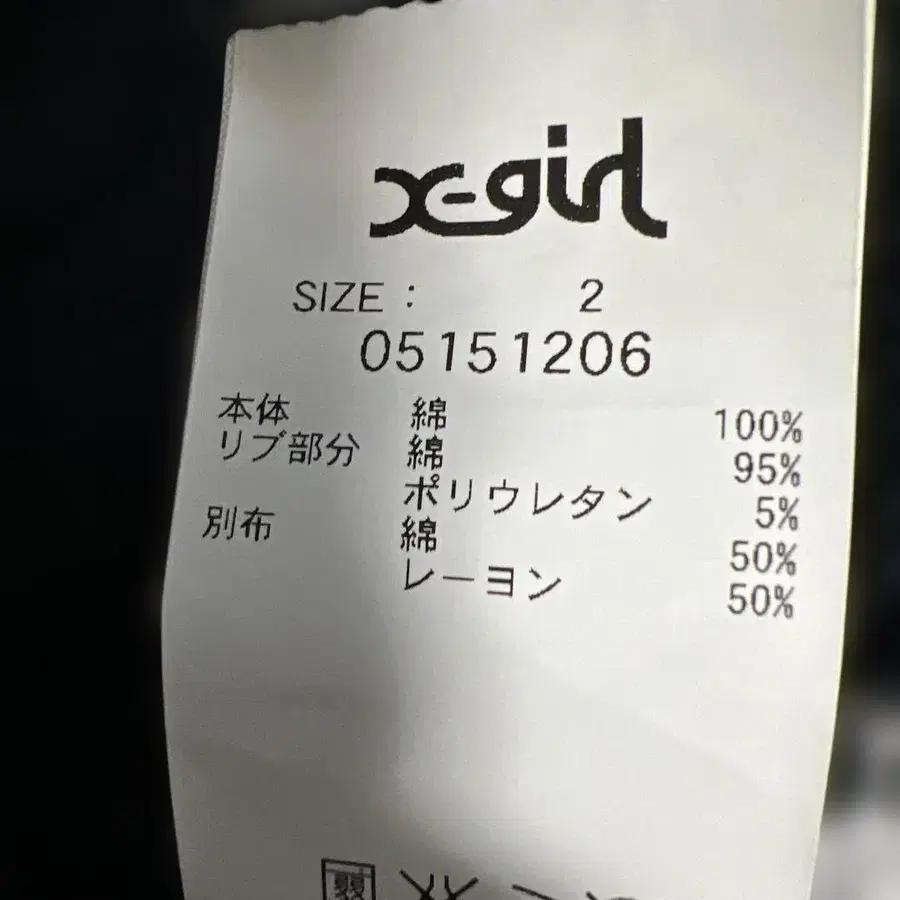 x-girl
SIZE : 2
05151206
本体 綿 100%
リブ部分 綿 95%
ポリウレタン 5%
別布 綿 50%
レーヨン 50%
弱